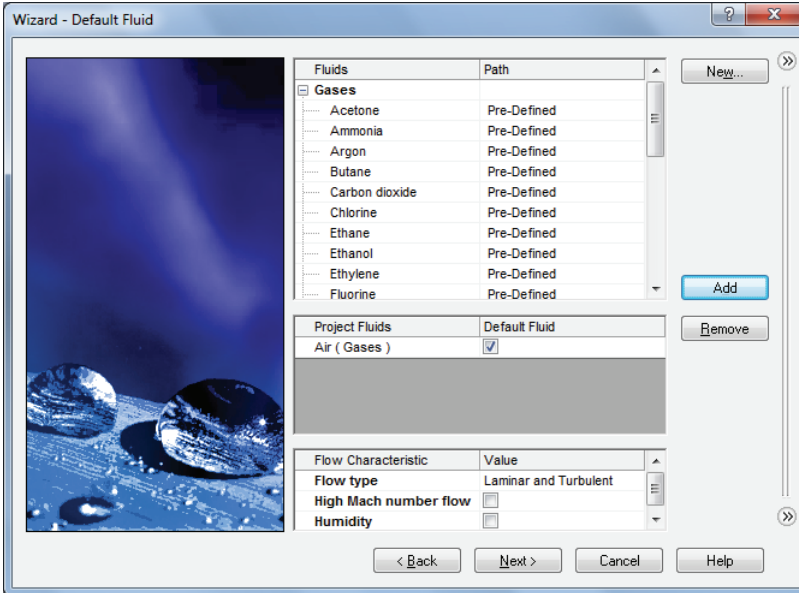 Wizard - Default Fluid
Fluids Path
Gases
Acetone Pre-Defined
Ammonia Pre-Defined
Argon Pre-Defined
Butane Pre-Defined
Carbon dioxide Pre-Defined
Chlorine Pre-Defined
Ethane Pre-Defined
Ethanol Pre-Defined
Ethylene Pre-Defined
Fluorine Pre-Defined
New...
Add
Project Fluids Default Fluid
Air ( Gases )
Remove
Flow Characteristic Value
Flow type Laminar and Turbulent
High Mach number flow
Humidity
< Back Next > Cancel Help